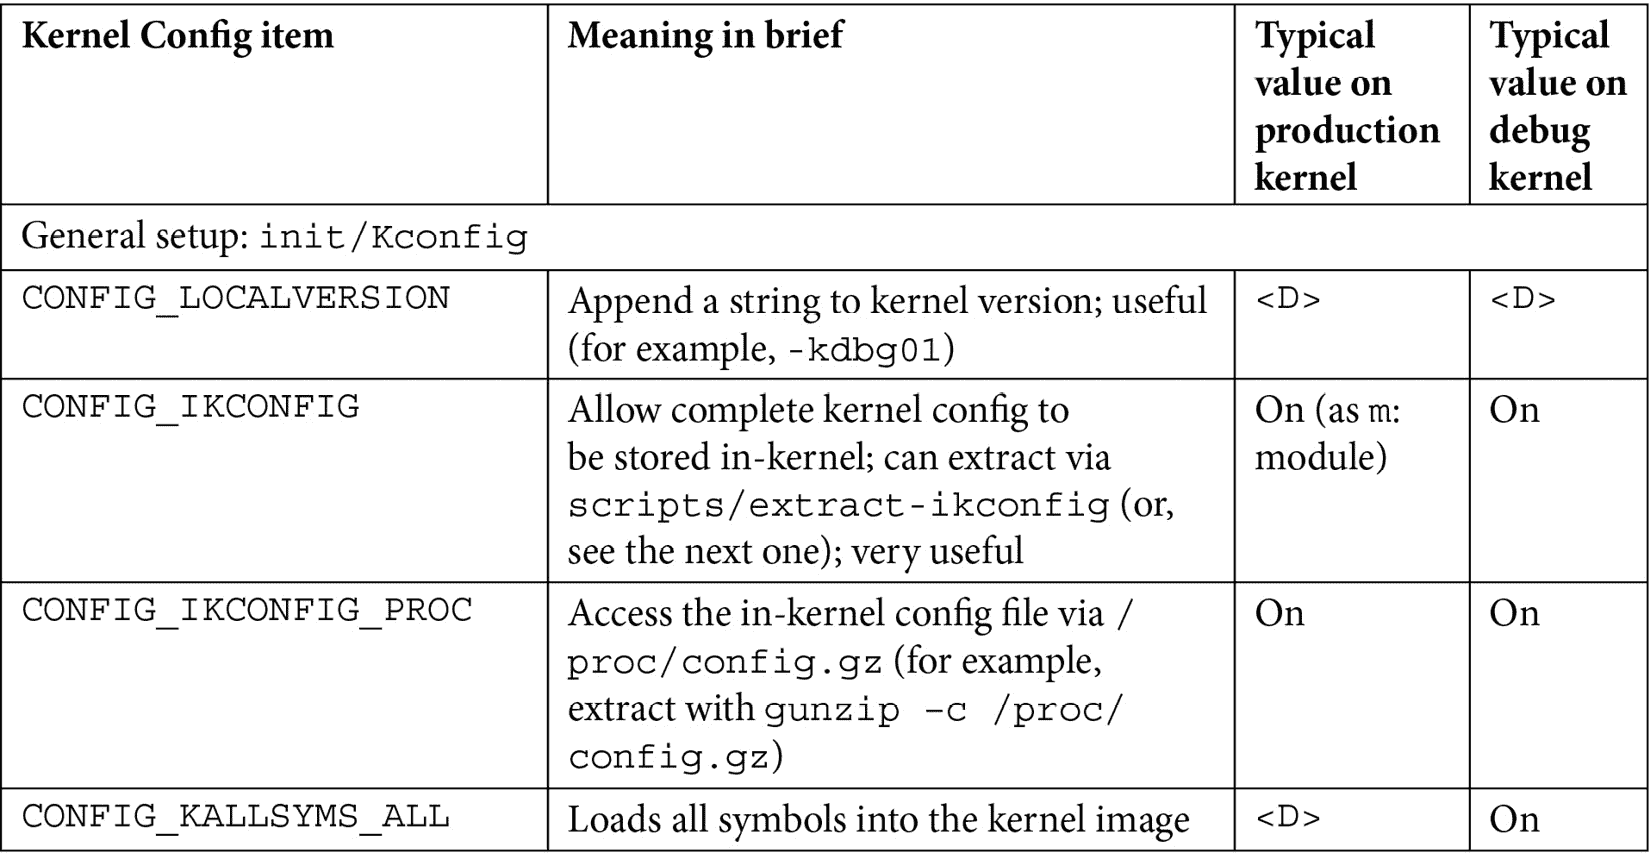 Kernel Config item
Meaning in brief
Typical
value on
production
kernel
Typical
value on
debug
kernel
General setup: init/Kconfig
CONFIG_LOCALVERSION
Append a string to kernel version; useful
(for example, -kdbg01)
<D>
<D>
CONFIG_IKCONFIG
Allow complete kernel config to
be stored in-kernel; can extract via
scripts/extract-ikconfig (or,
see the next one); very useful
On (as m:
module)
On
CONFIG_IKCONFIG_PROC
Access the in-kernel config file via /
proc/config.gz (for example,
extract with gunzip –c /proc/
config.gz)
On
On
CONFIG_KALLSYMS_ALL
Loads all symbols into the kernel image
<D>
On